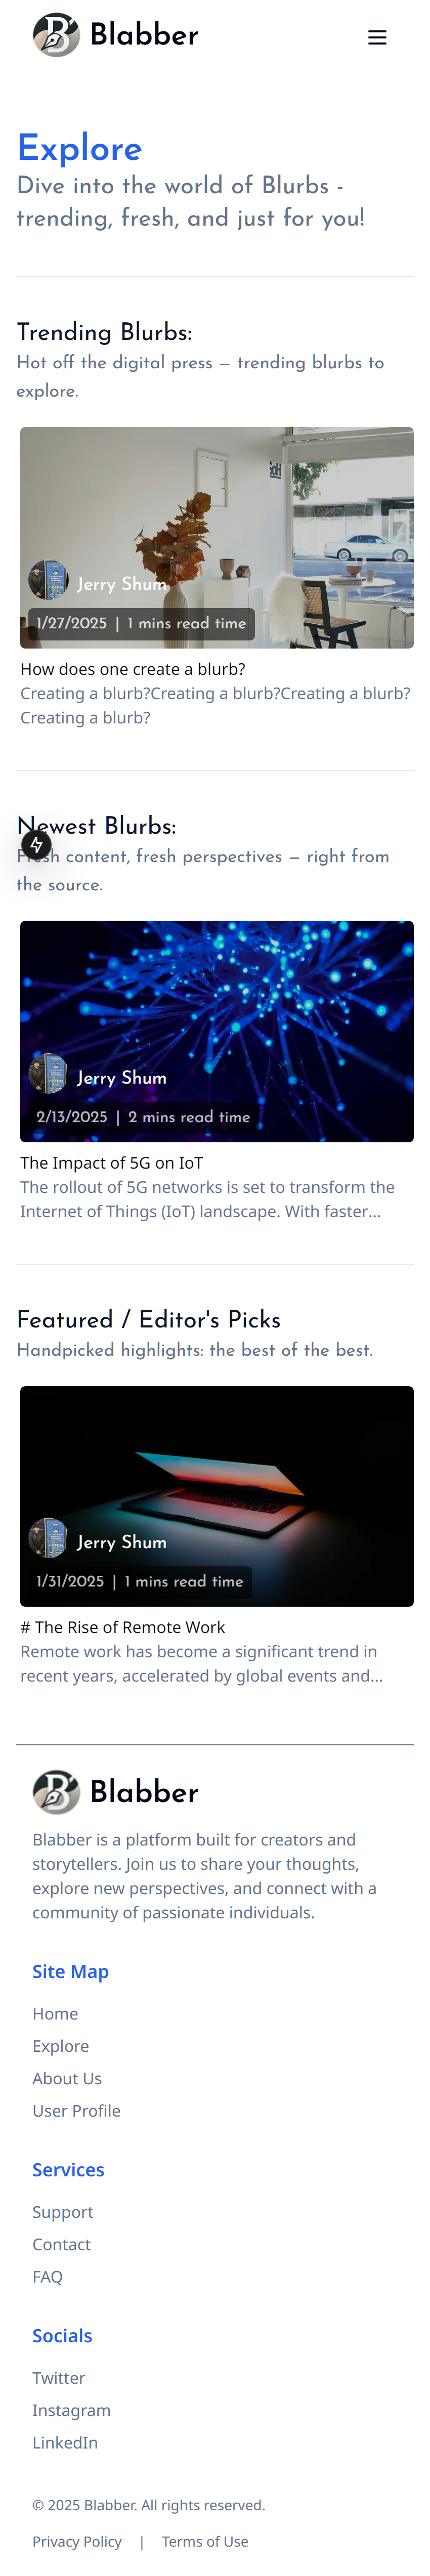 Blabber
Explore
Dive into the world of Blurbs -
trending, fresh, and just for you!
Trending Blurbs:
Hot off the digital press — trending blurbs to
explore.
Jerry Shum
1/27/2025 | 1 mins read time
How does one create a blurb?
Creating a blurb?Creating a blurb?Creating a blurb?
Creating a blurb?
Newest Blurbs:
Fresh content, fresh perspectives — right from
the source.
Jerry Shum
2/13/2025 | 2 mins read time
The Impact of 5G on IoT
The rollout of 5G networks is set to transform the
Internet of Things (IoT) landscape. With faster...
Featured / Editor's Picks
Handpicked highlights: the best of the best.
Jerry Shum
1/31/2025 | 1 mins read time
# The Rise of Remote Work
Remote work has become a significant trend in
recent years, accelerated by global events and...
Blabber
Blabber is a platform built for creators and
storytellers. Join us to share your thoughts,
explore new perspectives, and connect with a
community of passionate individuals.
Site Map
Home
Explore
About Us
User Profile
Services
Support
Contact
FAQ
Socials
Twitter
Instagram
LinkedIn
© 2025 Blabber. All rights reserved.
Privacy Policy | Terms of Use